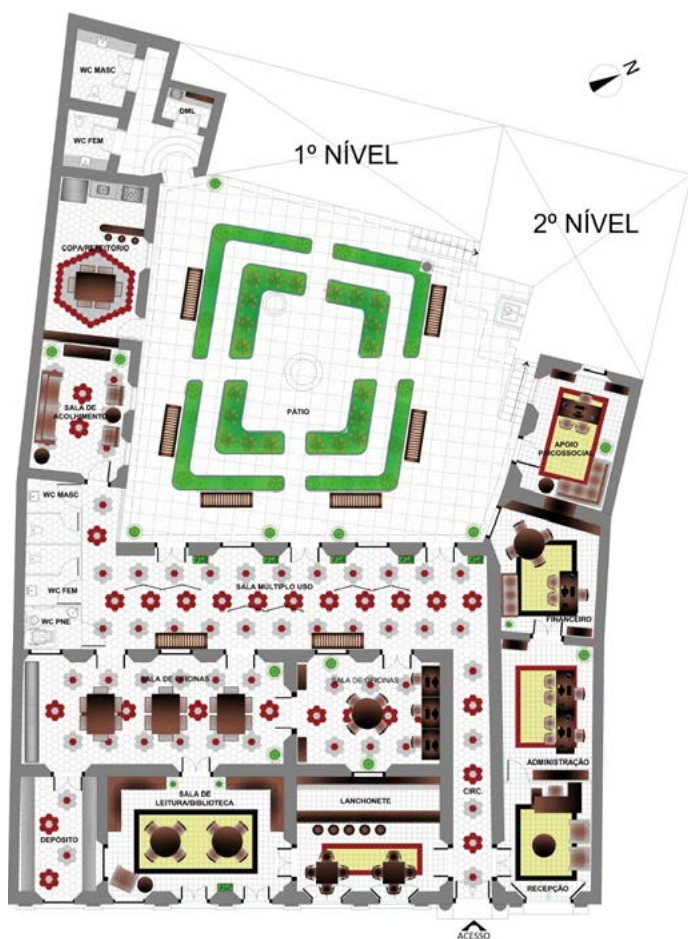 N
WC MASC
DML
WC FEM
1º NÍVEL
2º NÍVEL
COPA/REFEITÓRIO
SALA DE
ACOLHIMENTO
PÁTIO
APOIO
PSICOSSOCIAL
WC MASC
WC FEM
WC PNE
SALA MÚLTIPLO USO
FINANCEIRO
SALA DE OFICINAS
SALA DE OFICINAS
ADMINISTRAÇÃO
CIRC.
SALA DE
LEITURA/BIBLIOTECA
LANCHONETE
DEPÓSITO
RECEPÇÃO
ACESSO